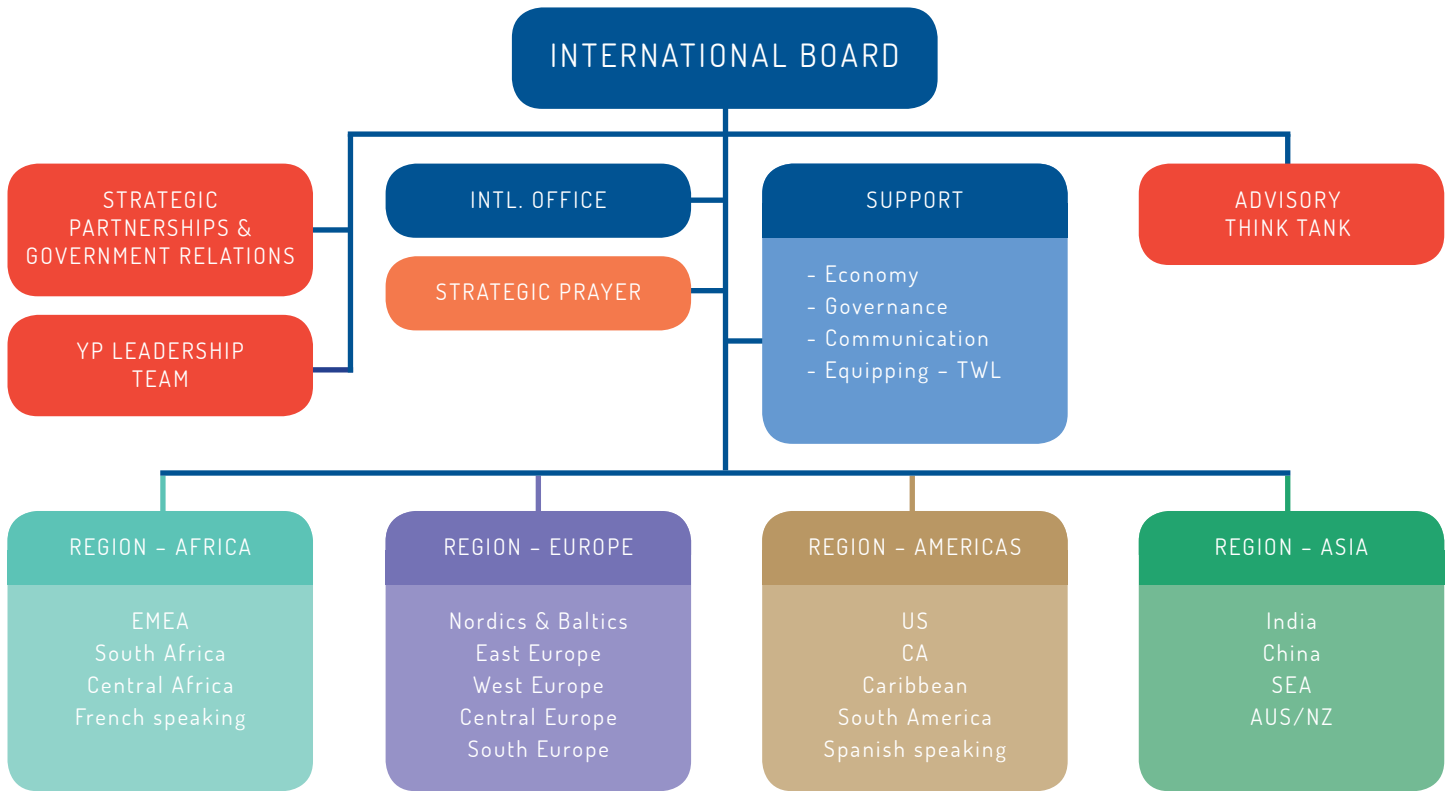 INTERNATIONAL BOARD
STRATEGIC
PARTNERSHIPS &
GOVERNMENT RELATIONS
YP LEADERSHIP
TEAM
INTL. OFFICE
STRATEGIC PRAYER
SUPPORT
- Economy
- Governance
- Communication
- Equipping – TWL
ADVISORY
THINK TANK
REGION – AFRICA
EMEA
South Africa
Central Africa
French speaking
REGION – EUROPE
Nordics & Baltics
East Europe
West Europe
Central Europe
South Europe
REGION – AMERICAS
US
CA
Caribbean
South America
Spanish speaking
REGION – ASIA
India
China
SEA
AUS/NZ